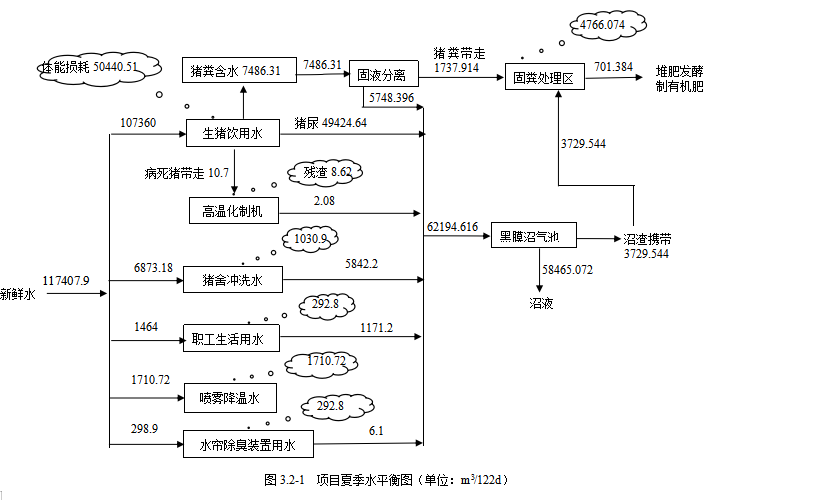 4766.074
体能损耗 50440.51
猪粪含水 7486.31
7486.31
固液分离
猪粪带走
1737.914
固粪处理区
701.384
堆肥发酵
制有机肥
5748.396
107360
生猪饮用水
猪尿 49424.64
3729.544
病死猪带走 10.7
残渣 8.62
高温化制机
2.08
62194.616
黑膜沼气池
沼渣携带
3729.544
1030.9
117407.9
新鲜水
6873.18
猪舍冲洗水
5842.2
58465.072
沼液
292.8
1464
职工生活用水
1171.2
1710.72
1710.72
喷雾降温水
292.8
298.9
水帘除臭装置用水
6.1
图 3.2-1 项目夏季水平衡图（单位：m³/122d）